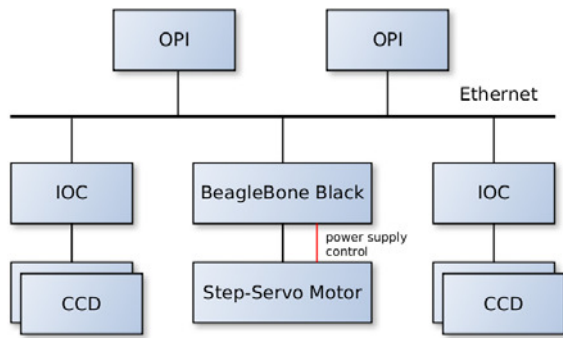 OPI
OPI
Ethernet
IOC
BeagleBone Black
IOC
power supply
control
CCD
Step-Servo Motor
CCD